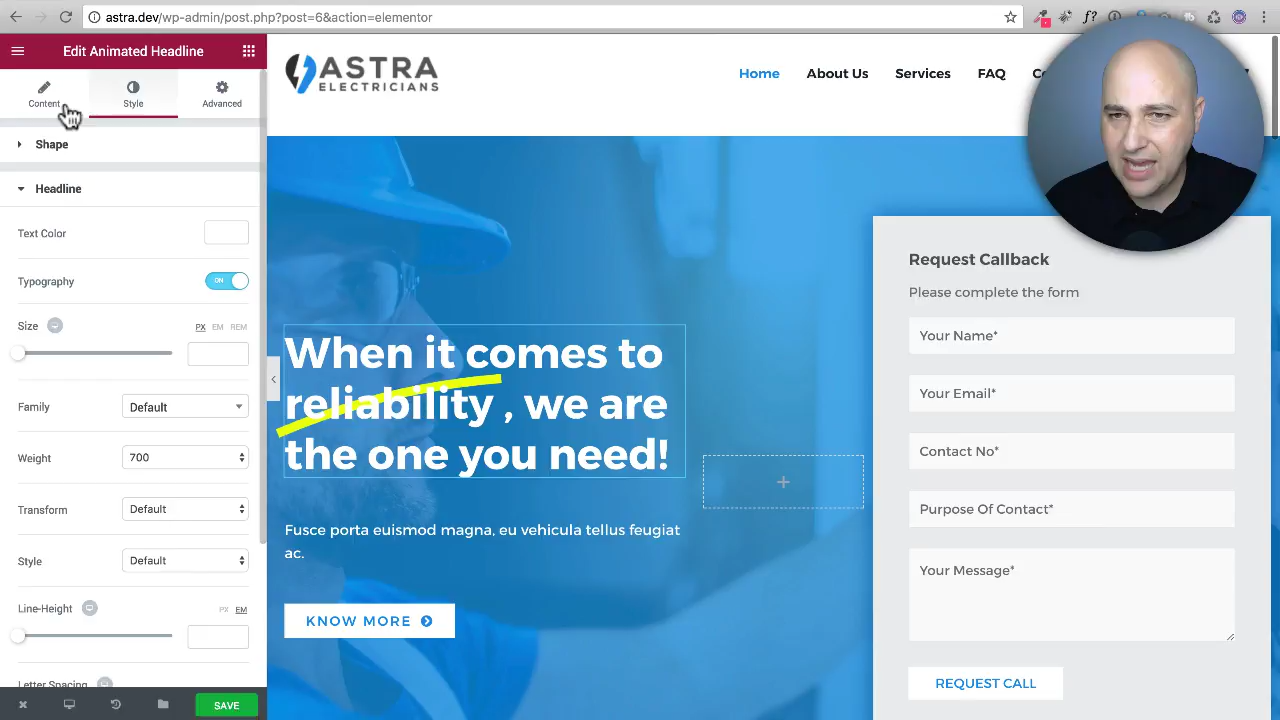 astra.dev/wp-admin/post.php?post=6&action=elementor
Edit Animated Headline
Content
Style
Advanced
Shape
Headline
Text Color
Typography
ON
Size
PX EM REM
Family
Default
Weight
700
Transform
Default
Style
Default
Line-Height
PX EM
Letter Spacing
SAVE
ASTRA
ELECTRICIANS
Home
About Us
Services
FAQ
When it comes to
reliability , we are
the one you need!
Fusce porta euismod magna, eu vehicula tellus feugiat
ac.
KNOW MORE
Request Callback
Please complete the form
Your Name*
Your Email*
Contact No*
Purpose Of Contact*
Your Message*
REQUEST CALL